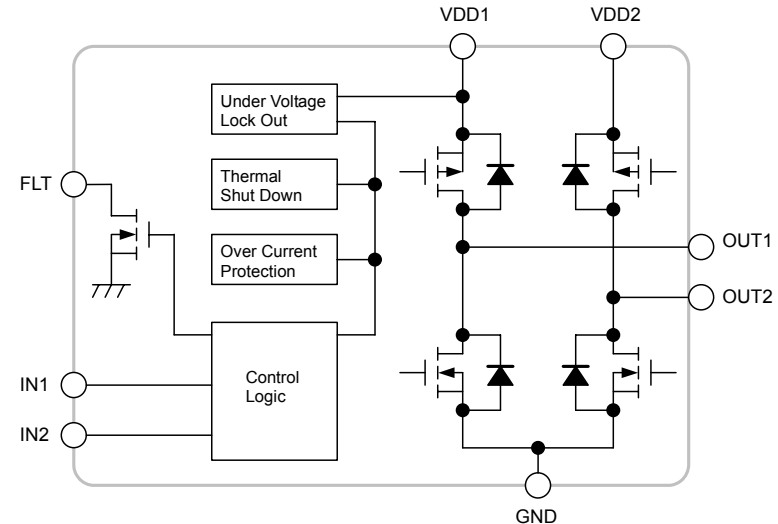 VDD1
VDD2
Under Voltage
Lock Out
FLT
Thermal
Shut Down
Over Current
Protection
OUT1
OUT2
IN1
Control
Logic
IN2
GND